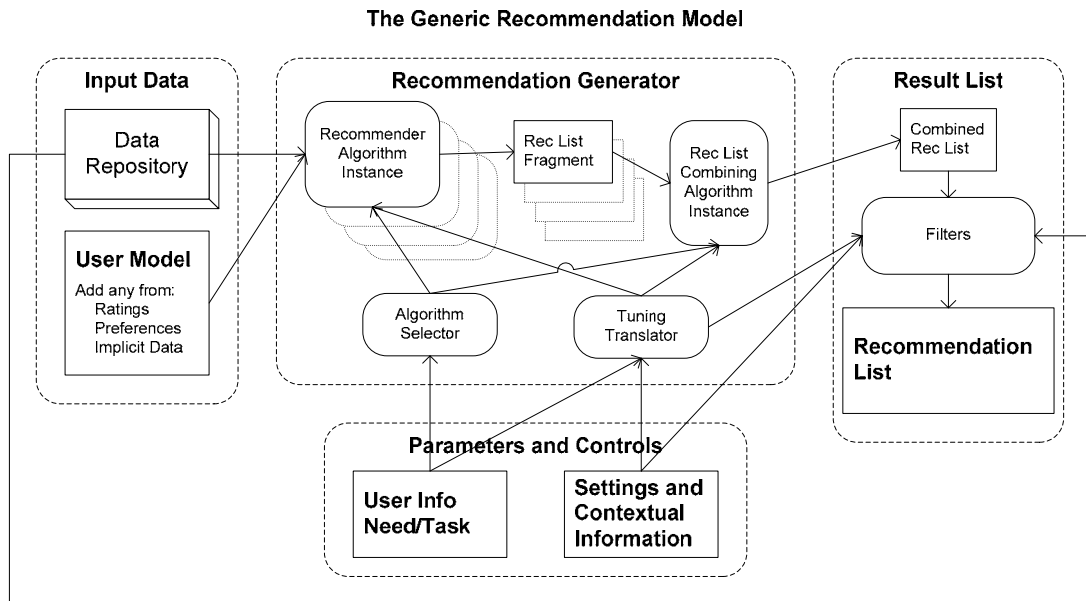 The Generic Recommendation Model
Input Data
Data
Repository
User Model
Add any from:
Ratings
Preferences
Implicit Data
Recommendation Generator
Recommender
Algorithm
Instance
Rec List
Fragment
Rec List
Combining
Algorithm
Instance
Algorithm
Selector
Tuning
Translator
Result List
Combined
Rec List
Filters
Recommendation
List
Parameters and Controls
User Info
Need/Task
Settings and
Contextual
Information